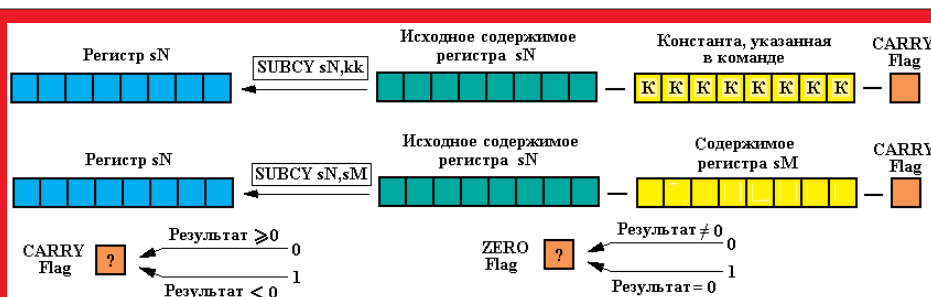 Регистр sN
SUBCY sN,kk
Исходное содержимое
регистра sN
Константа, указанная
в команде
CARRY
Flag
К К К К К К К К
Регистр sN
SUBCY sN,sM
Исходное содержимое
регистра sN
Содержимое
регистра sM
CARRY
Flag
CARRY
Flag
?
Результат ⩾0
0
1
Результат < 0
ZERO
Flag
?
Результат ≠ 0
0
1
Результат = 0